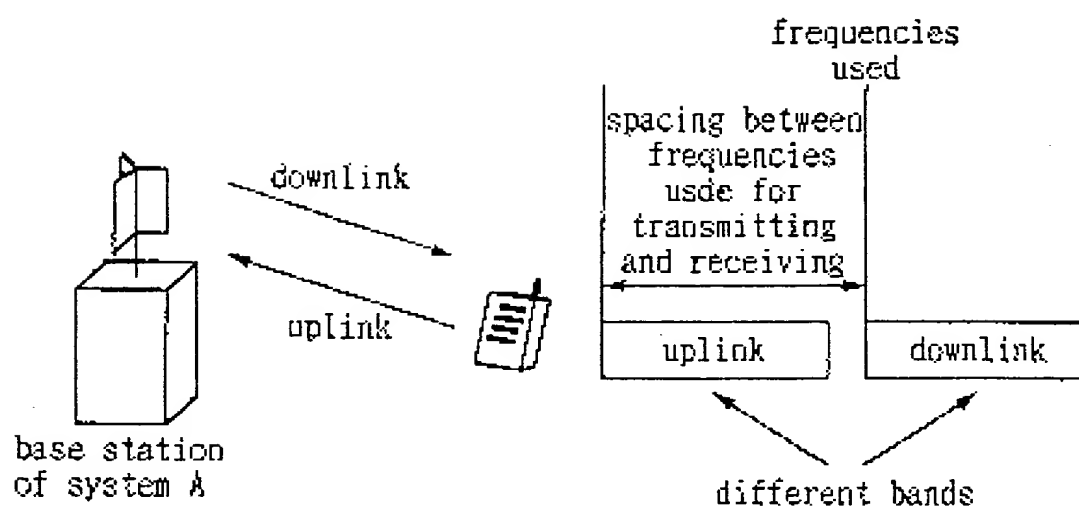 frequencies
used
spacing between
frequencies
usde for
transmitting
and receiving
downlink
uplink
uplink
downlink
base station
of system A
different bands